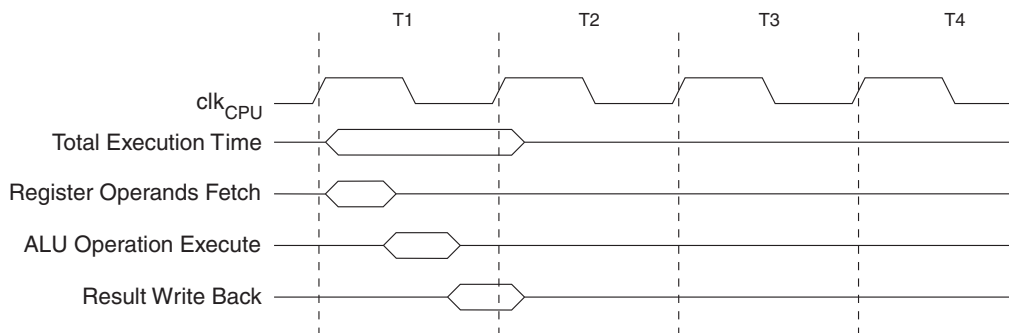 T1 T2 T3 T4
clkCPU
Total Execution Time
Register Operands Fetch
ALU Operation Execute
Result Write Back